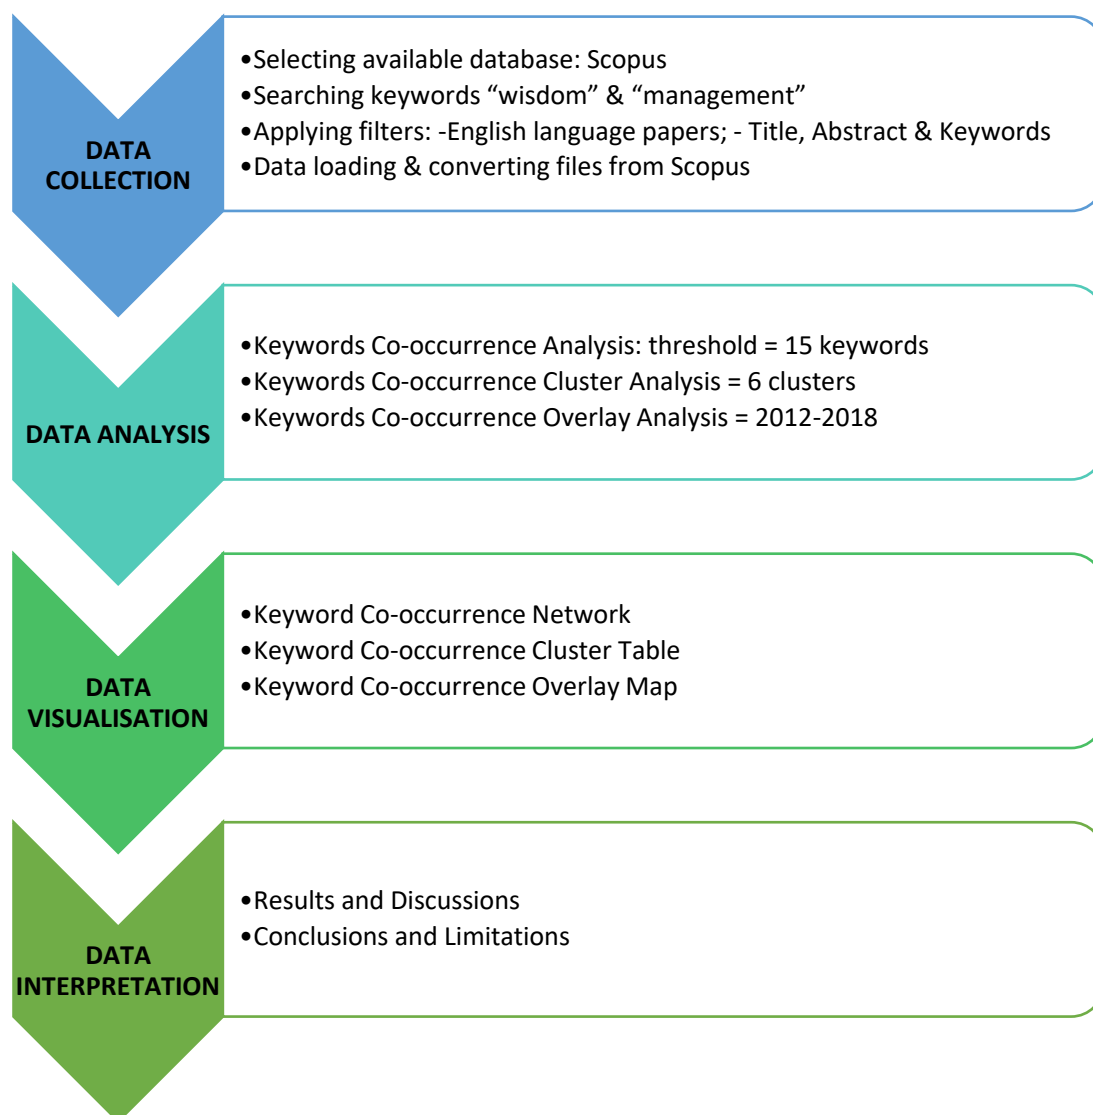 DATA
COLLECTION
•Selecting available database: Scopus
•Searching keywords “wisdom” & “management”
•Applying filters: -English language papers; - Title, Abstract & Keywords
•Data loading & converting files from Scopus
DATA ANALYSIS
•Keywords Co-occurrence Analysis: threshold = 15 keywords
•Keywords Co-occurrence Cluster Analysis = 6 clusters
•Keywords Co-occurrence Overlay Analysis = 2012-2018
DATA
VISUALISATION
•Keyword Co-occurrence Network
•Keyword Co-occurrence Cluster Table
•Keyword Co-occurrence Overlay Map
DATA
INTERPRETATION
•Results and Discussions
•Conclusions and Limitations